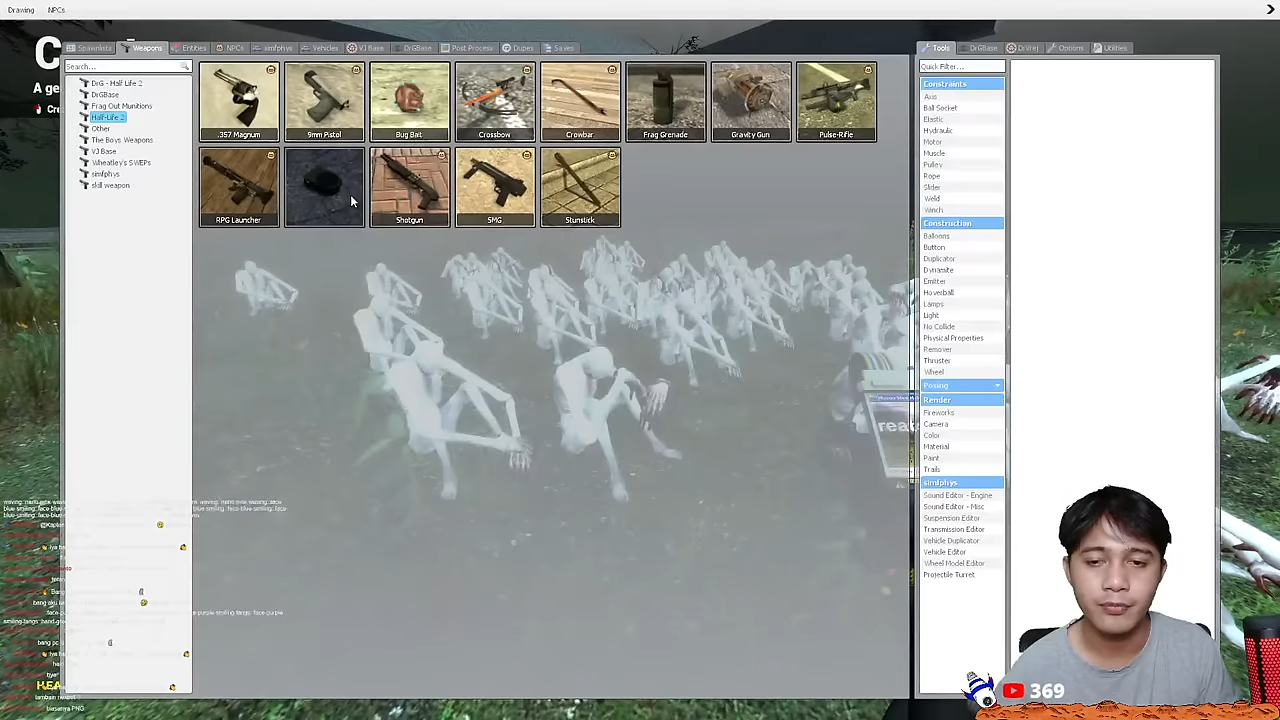 Drawing NPCs
Spawnlists Weapons Entities NPCs simfphys Vehicles VJ Base DrGBase Post Process Dupes Saves
Tools DrGBase DrVrej Options Utilities
Search...
DrG - Half Life 2
DrGBase
Frag Out Munitions
Half-Life 2
Other
The Boys Weapons
VJ Base
Wheatley's SWEPs
simfphys
skill weapon
.357 Magnum 9mm Pistol Bug Bait Crossbow Crowbar Frag Grenade Gravity Gun Pulse-Rifle
RPG Launcher Shotgun SMG Stunstick
Quick Filter...
Constraints
Axis
Ball Socket
Elastic
Hydraulic
Motor
Muscle
Pulley
Rope
Slider
Weld
Winch
Construction
Balloons
Button
Duplicator
Dynamite
Emitter
Hoverball
Lamps
Light
No Collide
Physical Properties
Remover
Thruster
Wheel
Posing
Render
Fireworks
Camera
Color
Material
Paint
Trails
simfphys
Sound Editor - Engine
Sound Editor - Misc
Suspension Editor
Transmission Editor
Vehicle Duplicator
Vehicle Editor
Wheel Model Editor
Projectile Turret
369